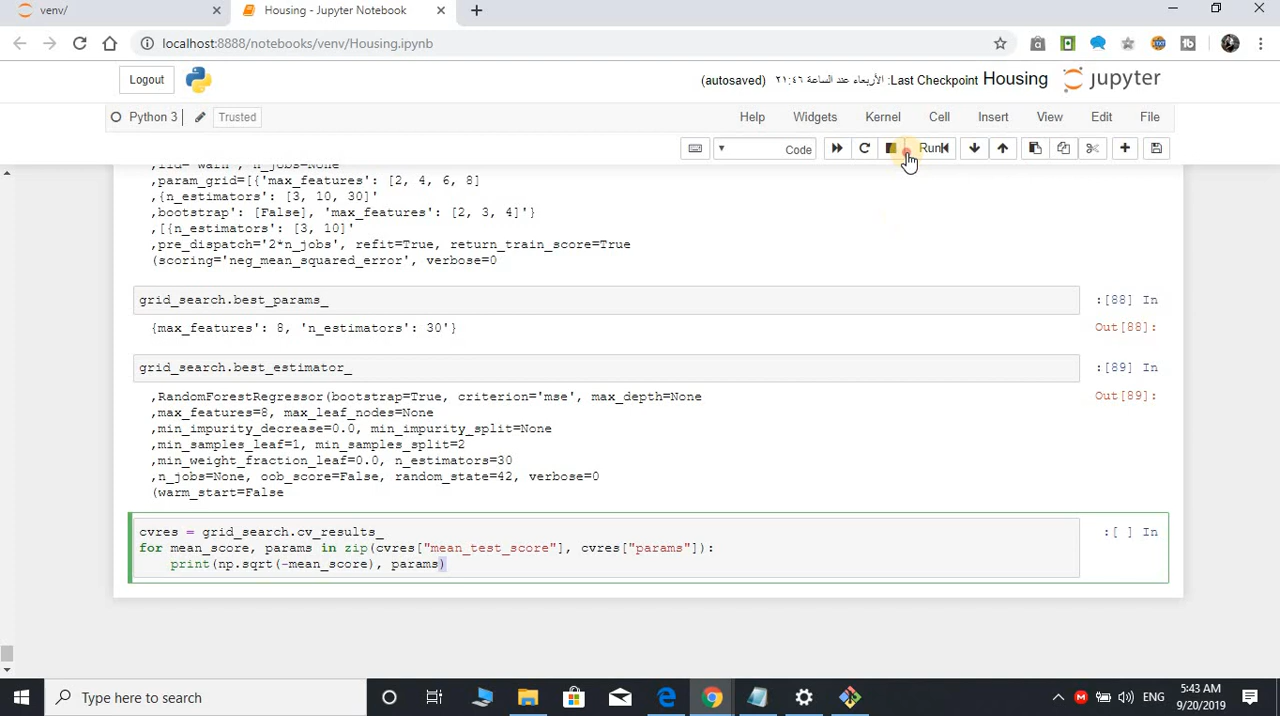 venv/
Housing - Jupyter Notebook
localhost:8888/notebooks/venv/Housing.ipynb
Logout
(autosaved) الأربعاء عند الساعة ٢١:٤٦ :Last Checkpoint Housing jupyter
Python 3 Trusted Help Widgets Kernel Cell Insert View Edit File
Code Run
,param_grid=[{'max_features': [2, 4, 6, 8]
,{n_estimators': [3, 10, 30]'
,bootstrap': [False], 'max_features': [2, 3, 4]'}
,[{n_estimators': [3, 10]'
,pre_dispatch='2*n_jobs', refit=True, return_train_score=True
(scoring='neg_mean_squared_error', verbose=0
grid_search.best_params_ :[88] In
{max_features': 8, 'n_estimators': 30'} Out[88]:
grid_search.best_estimator_ :[89] In
,RandomForestRegressor(bootstrap=True, criterion='mse', max_depth=None Out[89]:
,max_features=8, max_leaf_nodes=None
,min_impurity_decrease=0.0, min_impurity_split=None
,min_samples_leaf=1, min_samples_split=2
,min_weight_fraction_leaf=0.0, n_estimators=30
,n_jobs=None, oob_score=False, random_state=42, verbose=0
(warm_start=False
cvres = grid_search.cv_results_ :[ ] In
for mean_score, params in zip(cvres["mean_test_score"], cvres["params"]):
print(np.sqrt(-mean_score), params)
Type here to search
ENG
5:43 AM
9/20/2019